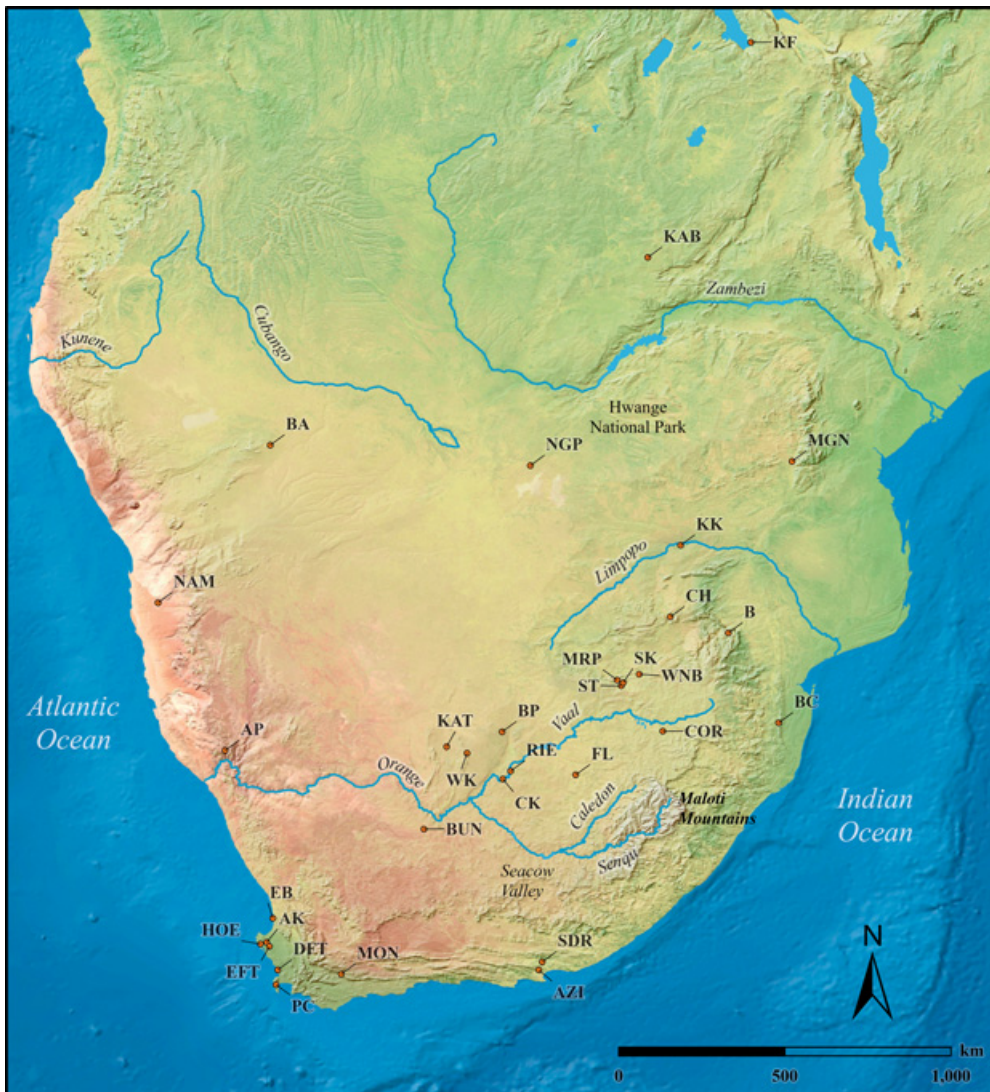 KF
KAB
Zambezi
Kunene
Cubango
Hwange
National Park
BA
NGP
MGN
KK
Limpopo
NAM
CH
B
MRP
SK
WNB
ST
Atlantic
Ocean
BC
BP
Vaal
KAT
AP
COR
RIE
FL
WK
Orange
CK
Caledon
Maloti
Mountains
Indian
Ocean
BUN
Senqu
Seacow
Valley
EB
AK
HOE
DET
MON
SDR
N
EFT
AZI
PC
km
0
500
1,000